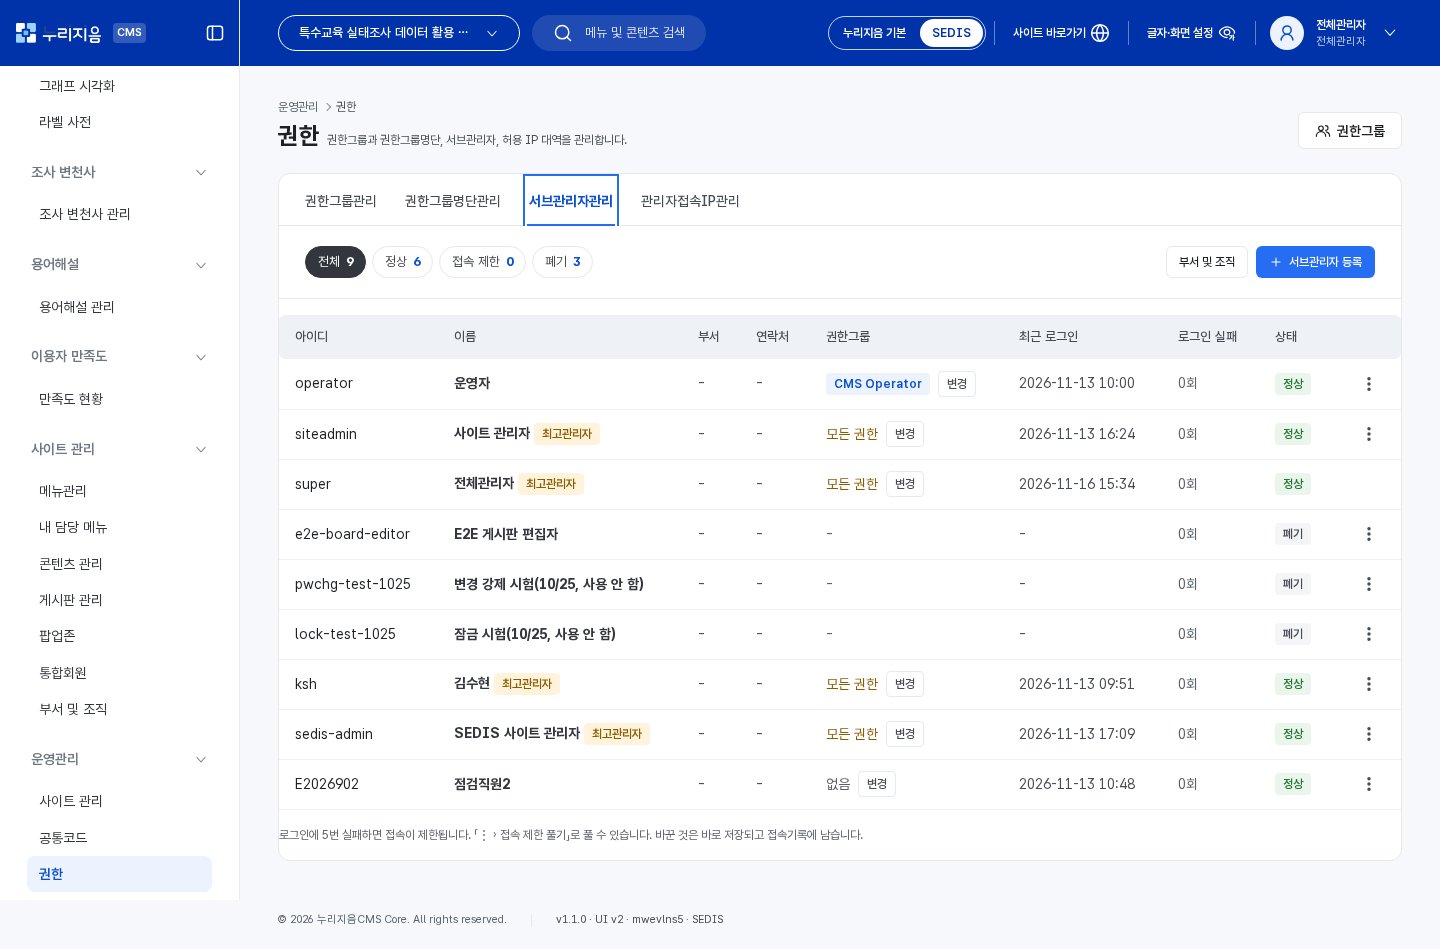 누리지음 CMS 특수교육 실태조사 데이터 활용 ··· 메뉴 및 콘텐츠 검색 누리지음 기본 SEDIS 사이트 바로가기 글자·화면 설정 전체관리자
전체관리자
그래프 시각화
라벨 사전
조사 변천사
조사 변천사 관리
용어해설
용어해설 관리
이용자 만족도
만족도 현황
사이트 관리
메뉴관리
내 담당 메뉴
콘텐츠 관리
게시판 관리
팝업존
통합회원
부서 및 조직
운영관리
사이트 관리
공통코드
권한
운영관리 > 권한
권한 권한그룹과 권한그룹명단, 서브관리자, 허용 IP 대역을 관리합니다.
권한그룹
권한그룹관리 권한그룹명단관리 서브관리자관리 관리자접속IP관리
전체 9 정상 6 접속 제한 0 폐기 3 부서 및 조직 + 서브관리자 등록
아이디 이름 부서 연락처 권한그룹 최근 로그인 로그인 실패 상태
operator 운영자 - - CMS Operator 변경 2026-11-13 10:00 0회 정상 ⋮
siteadmin 사이트 관리자 최고관리자 - - 모든 권한 변경 2026-11-13 16:24 0회 정상 ⋮
super 전체관리자 최고관리자 - - 모든 권한 변경 2026-11-16 15:34 0회 정상
e2e-board-editor E2E 게시판 편집자 - - - - 0회 폐기 ⋮
pwchg-test-1025 변경 강제 시험(10/25, 사용 안 함) - - - - 0회 폐기 ⋮
lock-test-1025 잠금 시험(10/25, 사용 안 함) - - - - 0회 폐기 ⋮
ksh 김수현 최고관리자 - - 모든 권한 변경 2026-11-13 09:51 0회 정상 ⋮
sedis-admin SEDIS 사이트 관리자 최고관리자 - - 모든 권한 변경 2026-11-13 17:09 0회 정상 ⋮
E2026902 점검직원2 - - 없음 변경 2026-11-13 10:48 0회 정상 ⋮
로그인에 5번 실패하면 접속이 제한됩니다. 「⋮ › 접속 제한 풀기」로 풀 수 있습니다. 바꾼 것은 바로 저장되고 접속기록에 남습니다.
© 2026 누리지음CMS Core. All rights reserved. v1.1.0 · UI v2 · mwevlns5 · SEDIS